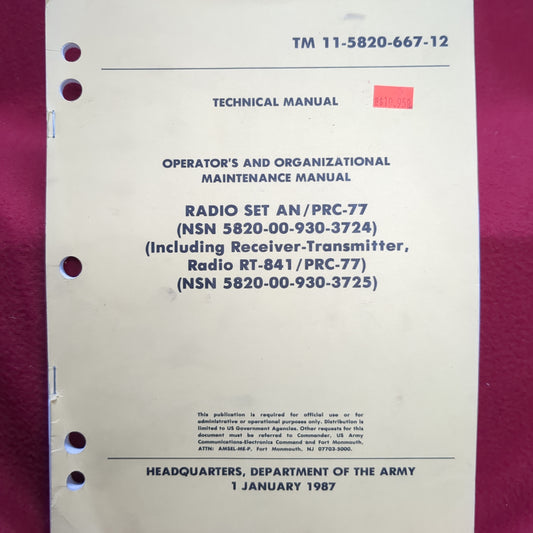 TM 11-5820-667-12
TECHNICAL MANUAL
OPERATOR'S AND ORGANIZATIONAL
MAINTENANCE MANUAL
RADIO SET AN/PRC-77
(NSN 5820-00-930-3724)
(Including Receiver-Transmitter,
Radio RT-841/PRC-77)
(NSN 5820-00-930-3725)
This publication is required for official use or for
administrative or operational purposes only. Distribution is
limited to US Government Agencies. Other requests for this
document must be referred to Commander, US Army
Communications-Electronics Command and Fort Monmouth,
ATTN: AMSEL-ME-P, Fort Monmouth, NJ 07703-5000.
HEADQUARTERS, DEPARTMENT OF THE ARMY
1 JANUARY 1987